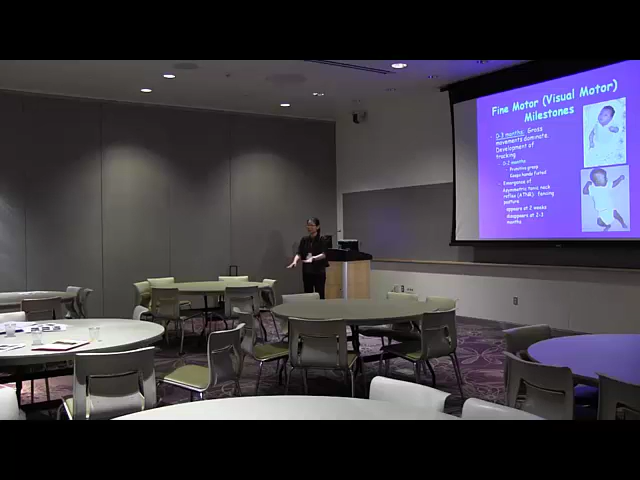 Fine Motor (Visual Motor)
Milestones
- 0-3 months: Gross
movements dominate.
Development of
tracking
- 0-2 months
- Primitive grasp
Keeps hands fisted
- Emergence of
Asymmetric tonic neck
reflex (ATNR) fencing
posture
appears at 2 weeks
disappears at 2-3
months